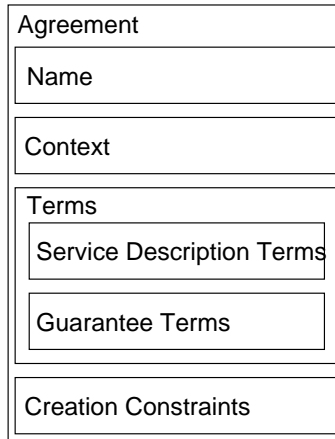 Agreement
Name
Context
Terms
Service Description Terms
Guarantee Terms
Creation Constraints